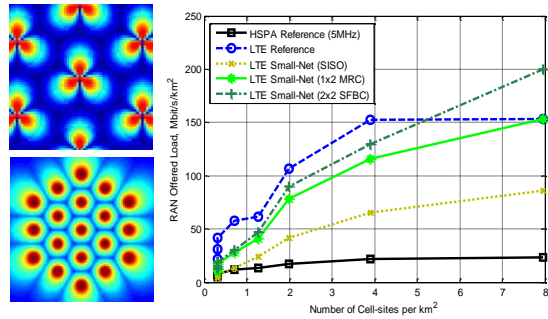 250
200
150
100
50
0
RAN Offered Load, Mbit/s/km²
HSPA Reference (5MHz)
LTE Reference
LTE Small-Net (SISO)
LTE Small-Net (1x2 MRC)
LTE Small-Net (2x2 SFBC)
0 1 2 3 4 5 6 7 8
Number of Cell-sites per km²